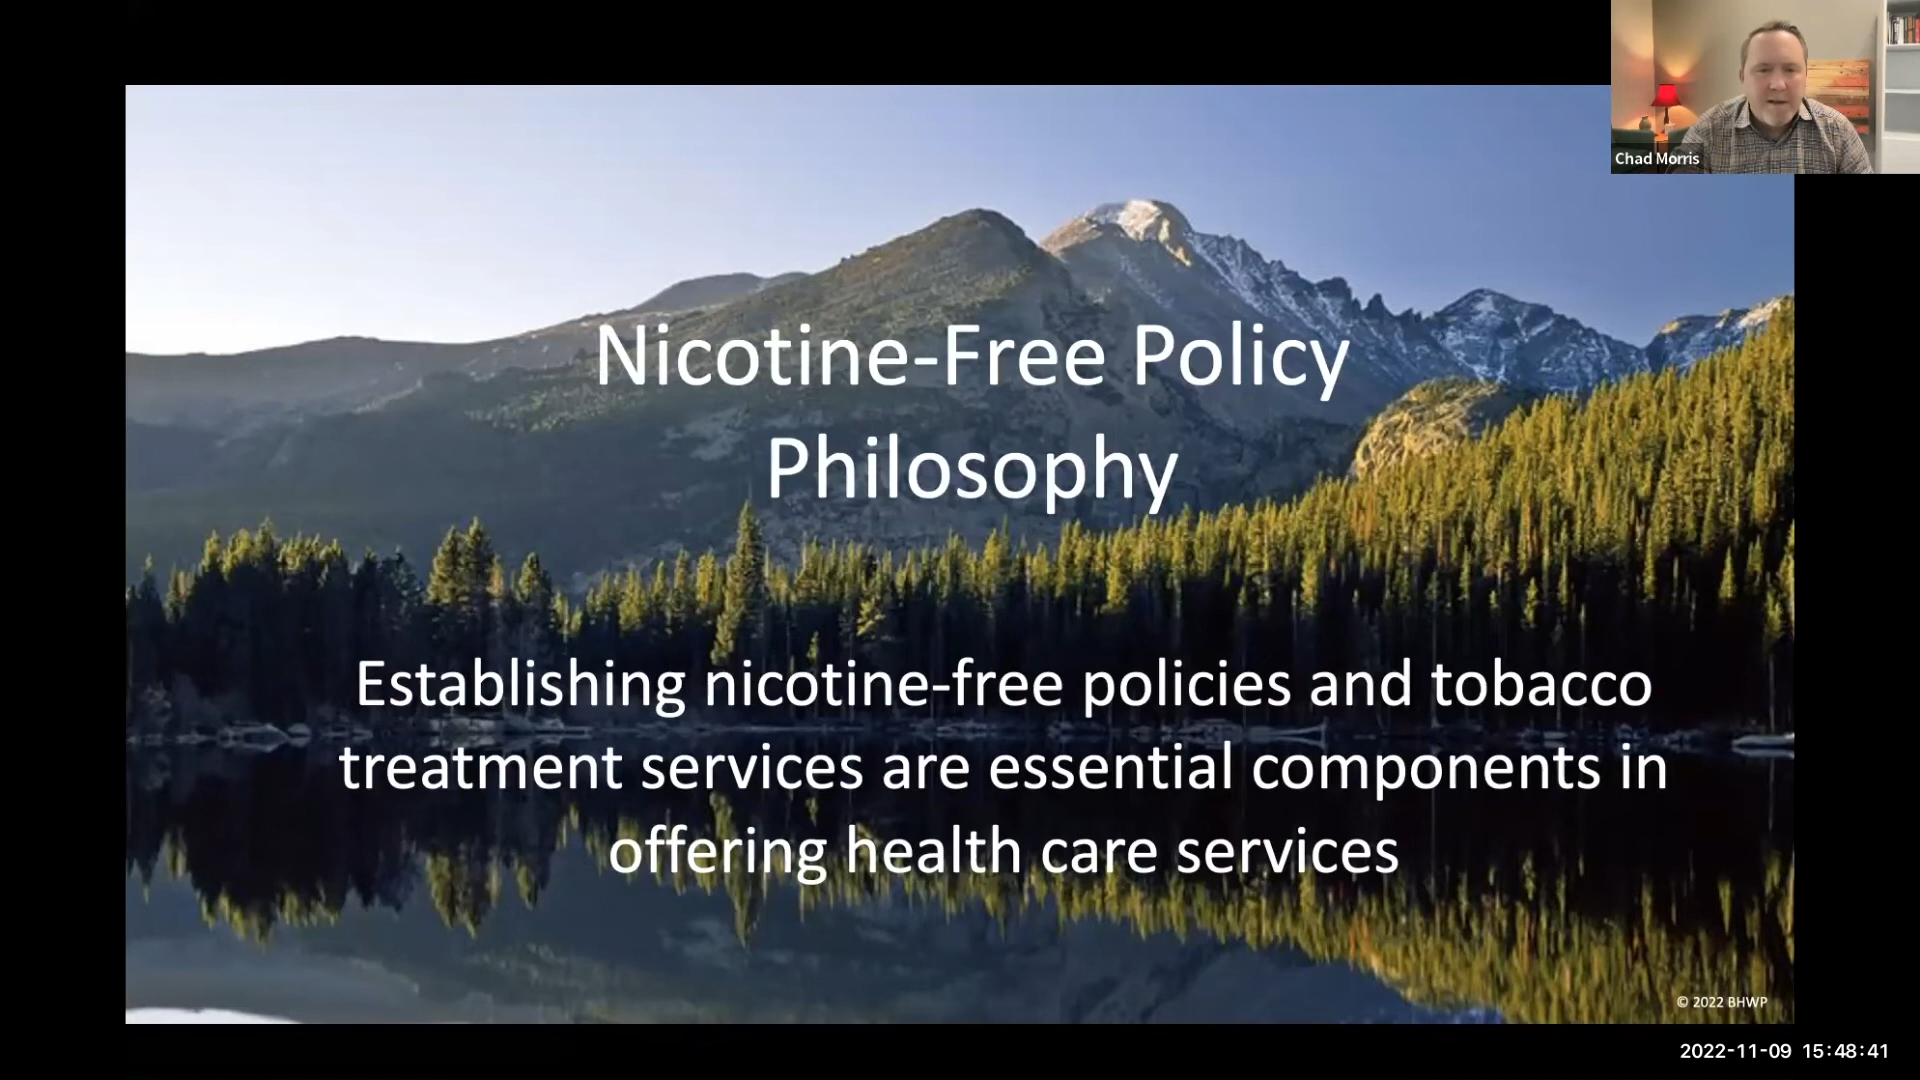 Chad Morris
Nicotine-Free Policy
Philosophy
Establishing nicotine-free policies and tobacco
treatment services are essential components in
offering health care services
© 2022 BHWP
2022-11-09 15:48:41